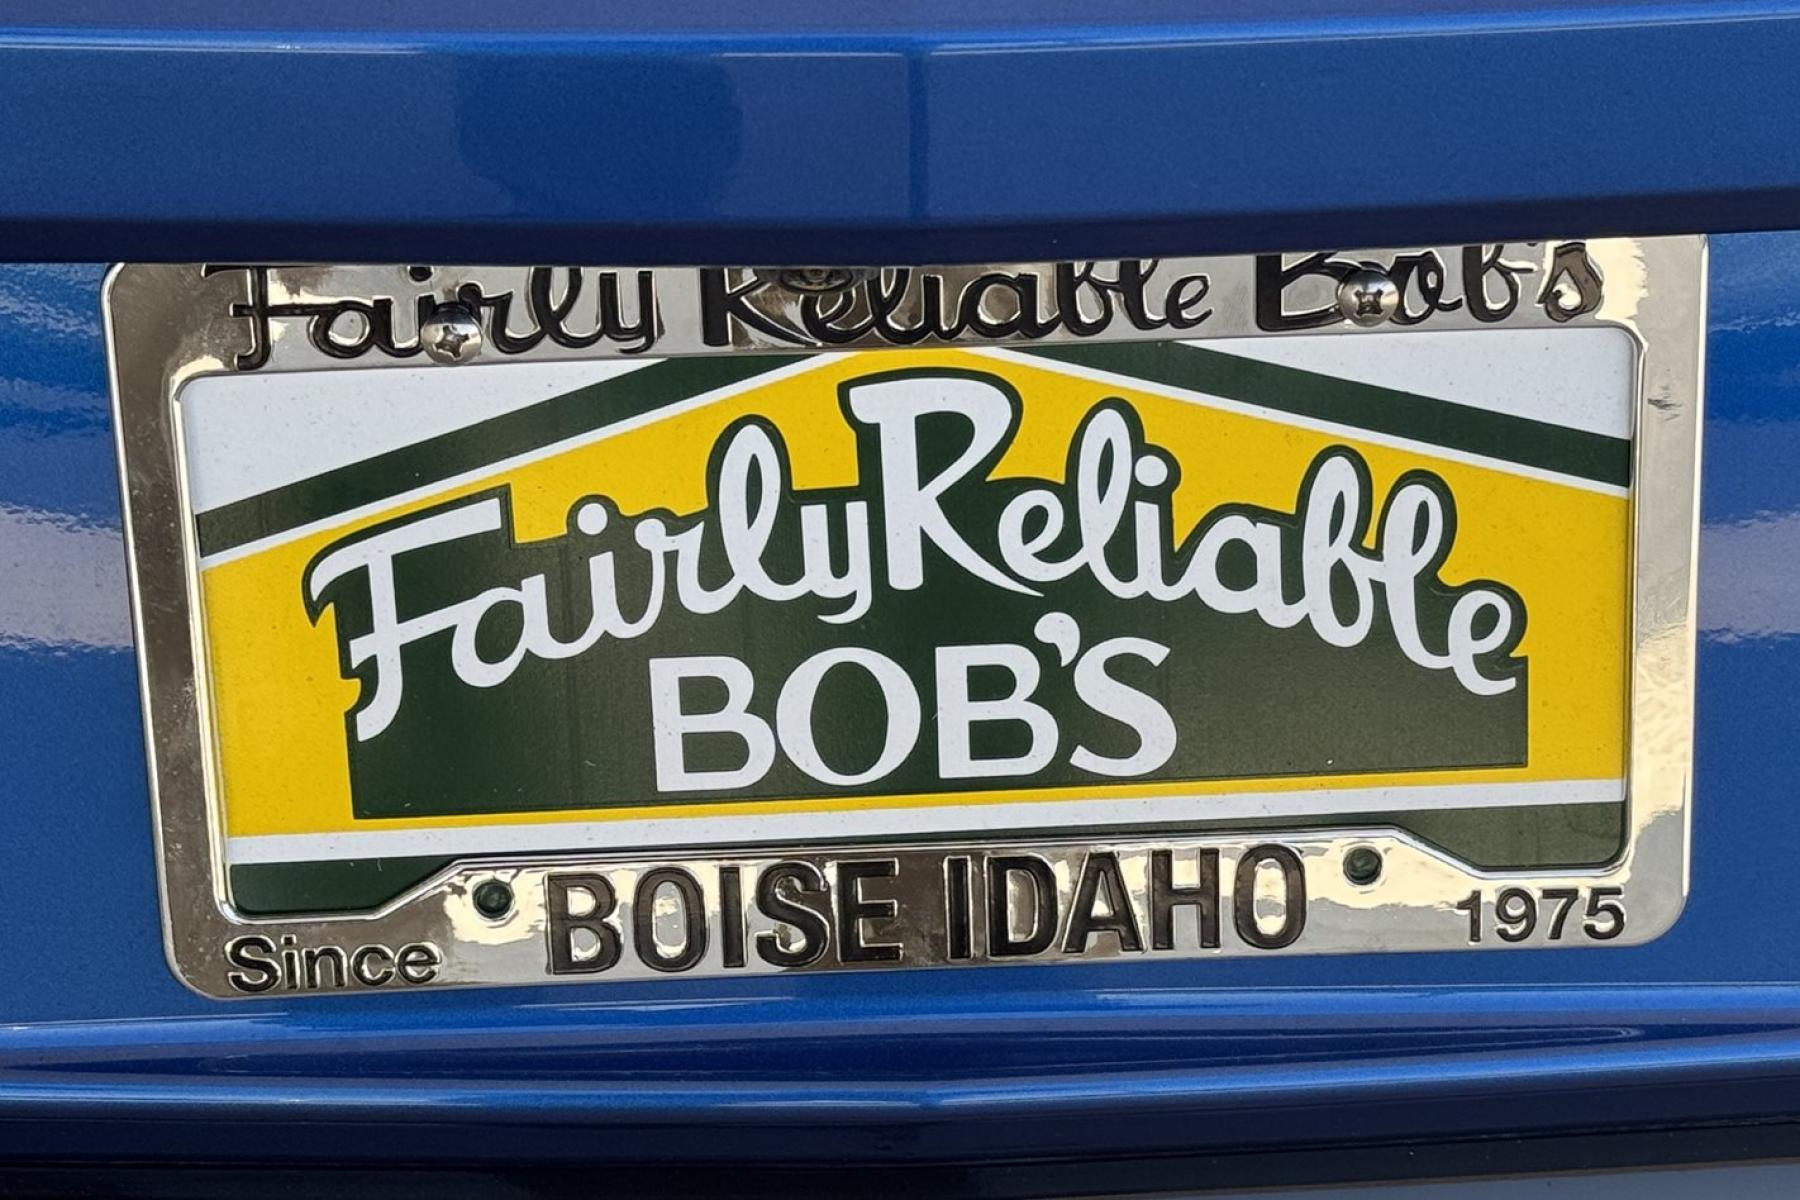 Fairly Reliable Bob's
Fairly Reliable
BOB'S
BOISE IDAHO
Since 1975